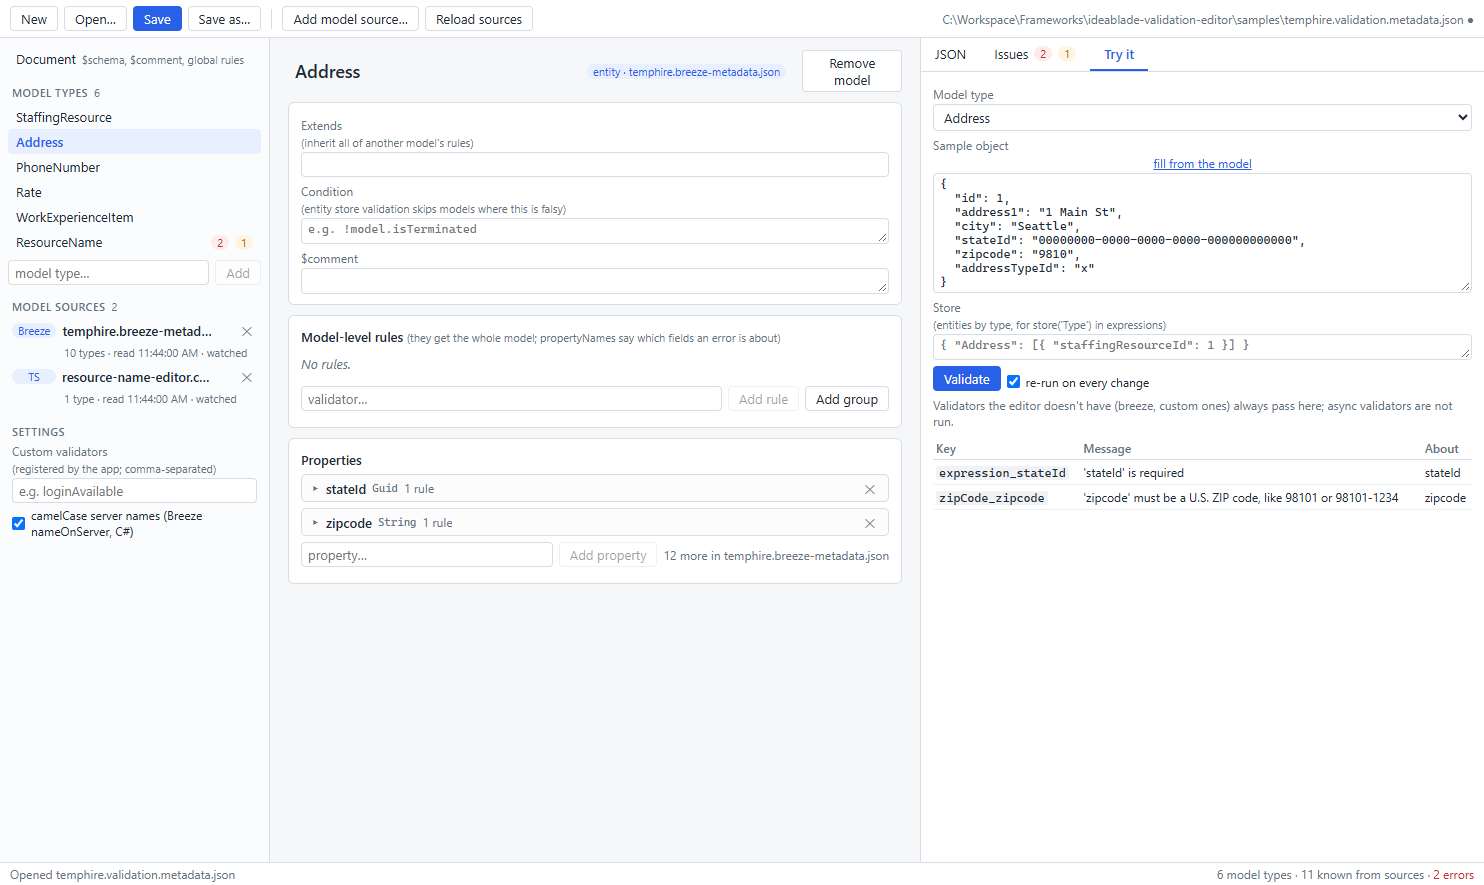 New Open... Save Save as... Add model source... Reload sources C:\Workspace\Frameworks\ideablade-validation-editor\samples\temphire.validation.metadata.json ●
Document $schema, $comment, global rules
MODEL TYPES 6
StaffingResource
Address
PhoneNumber
Rate
WorkExperienceItem
ResourceName 2 1
model type... Add
MODEL SOURCES 2
Breeze temphire.breeze-metad... ×
10 types · read 11:44:00 AM · watched
TS resource-name-editor.c... ×
1 type · read 11:44:00 AM · watched
SETTINGS
Custom validators
(registered by the app; comma-separated)
e.g. loginAvailable
camelCase server names (Breeze
nameOnServer, C#)
Address entity · temphire.breeze-metadata.json Remove
model
Extends
(inherit all of another model's rules)
Condition
(entity store validation skips models where this is falsy)
e.g. !model.isTerminated
$comment
Model-level rules (they get the whole model; propertyNames say which fields an error is about)
No rules.
validator... Add rule Add group
Properties
▸ stateId Guid 1 rule ×
▸ zipcode String 1 rule ×
property... Add property 12 more in temphire.breeze-metadata.json
JSON Issues 2 1 Try it
Model type
Address
Sample object
fill from the model
{
"id": 1,
"address1": "1 Main St",
"city": "Seattle",
"stateId": "00000000-0000-0000-0000-000000000000",
"zipcode": "9810",
"addressTypeId": "x"
}
Store
(entities by type, for store('Type') in expressions)
{ "Address": [{ "staffingResourceId": 1 }] }
Validate re-run on every change
Validators the editor doesn't have (breeze, custom ones) always pass here; async validators are not
run.
Key Message About
expression_stateId 'stateId' is required stateId
zipCode_zipcode 'zipcode' must be a U.S. ZIP code, like 98101 or 98101-1234 zipcode
Opened temphire.validation.metadata.json 6 model types · 11 known from sources · 2 errors